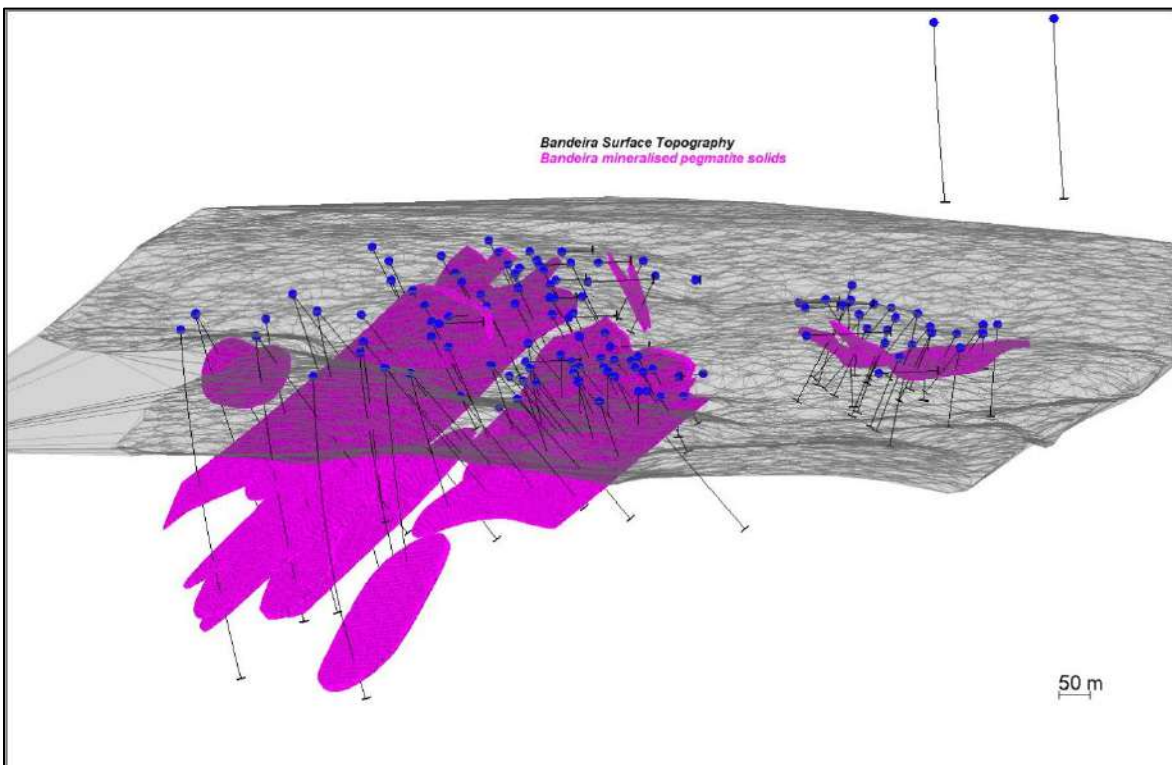 Bandeira Surface Topography
Bandeira mineralised pegmatite solids
50 m